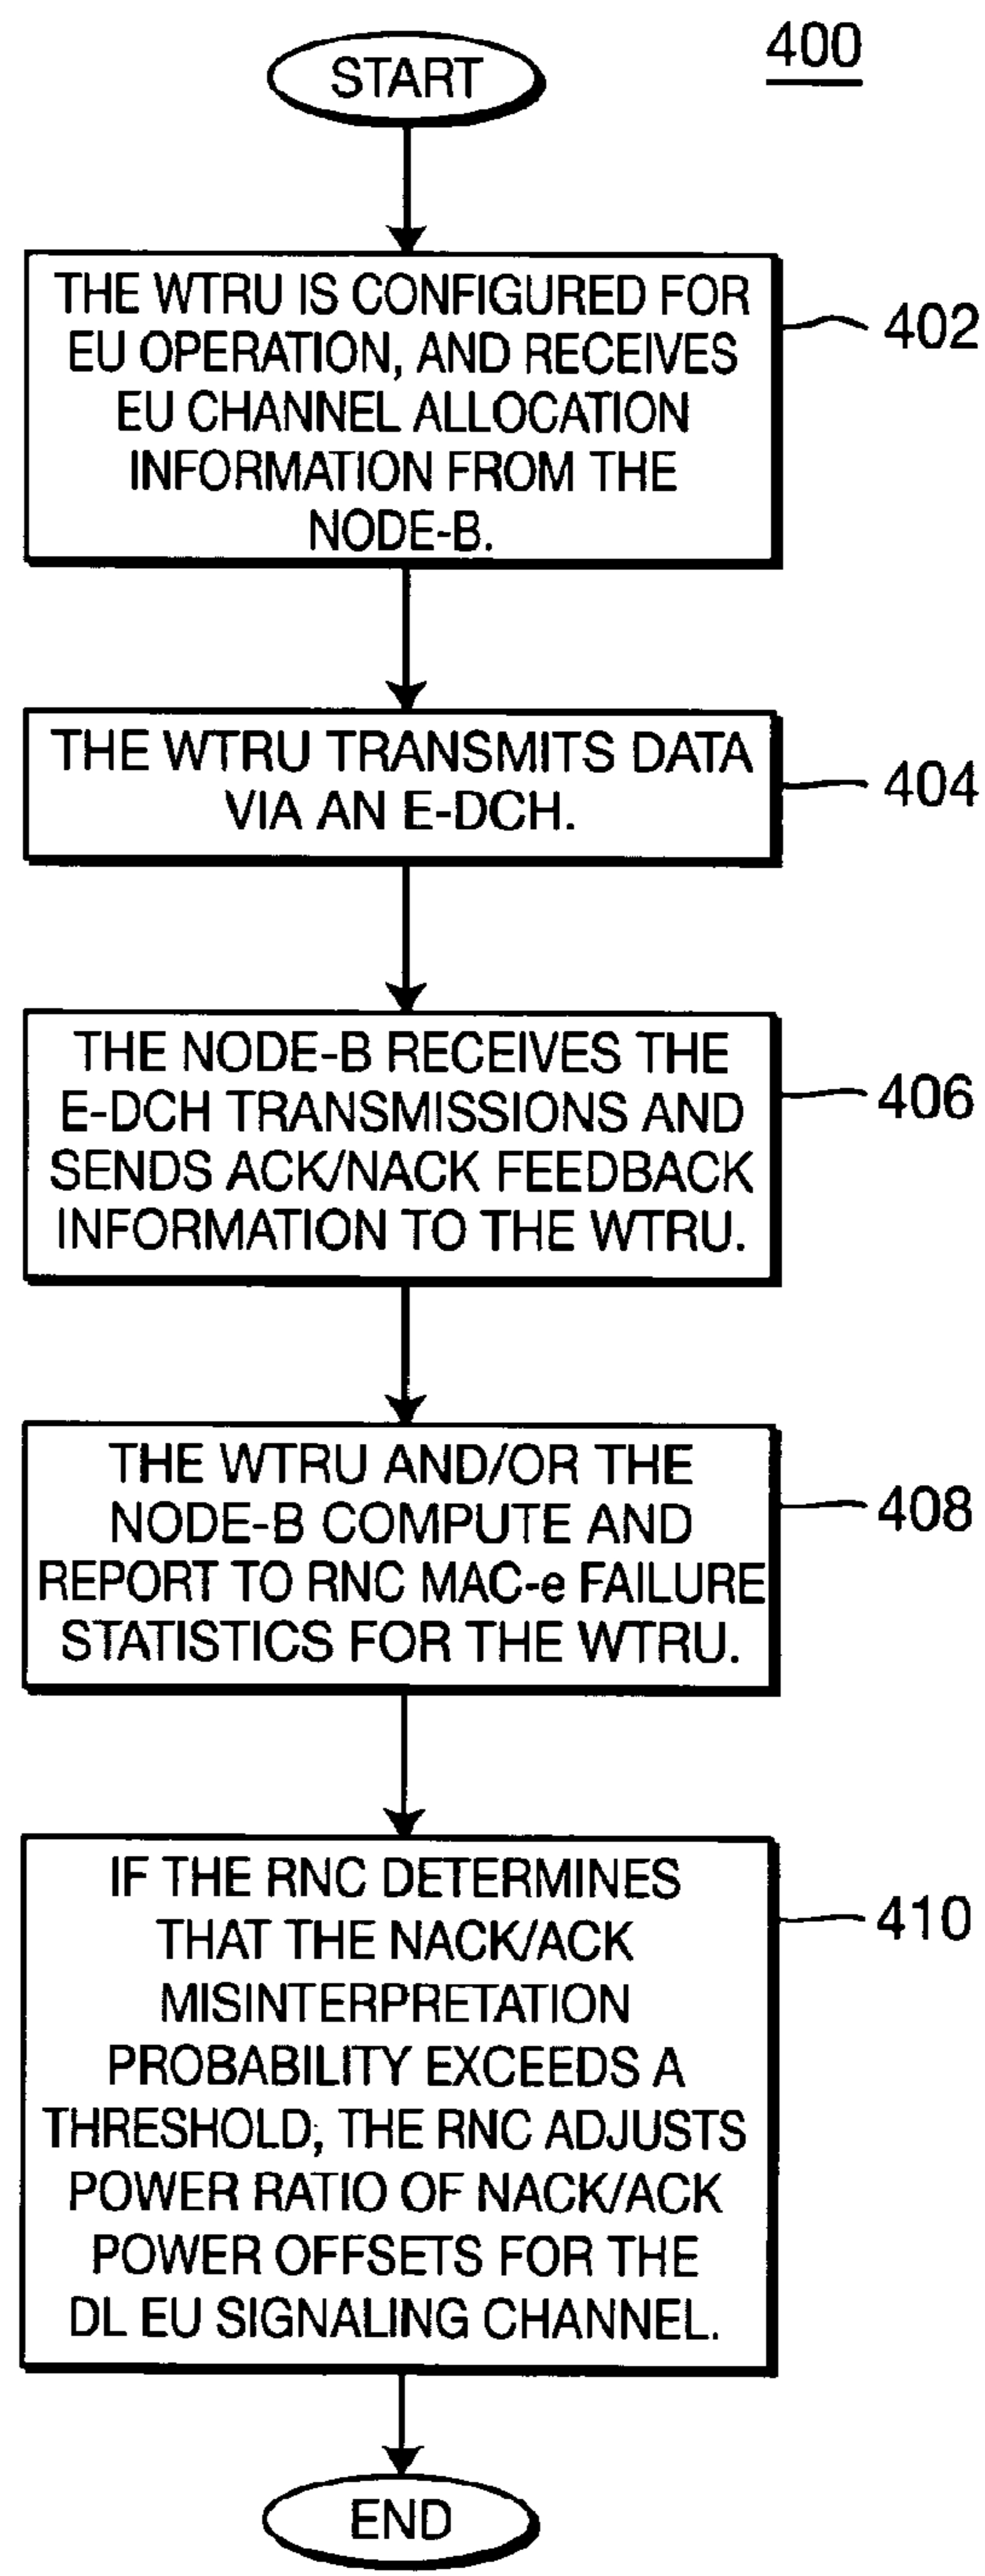 START
400
THE WTRU IS CONFIGURED FOR
EU OPERATION, AND RECEIVES
EU CHANNEL ALLOCATION
INFORMATION FROM THE
NODE-B.
402
THE WTRU TRANSMITS DATA
VIA AN E-DCH.
404
THE NODE-B RECEIVES THE
E-DCH TRANSMISSIONS AND
SENDS ACK/NACK FEEDBACK
INFORMATION TO THE WTRU.
406
THE WTRU AND/OR THE
NODE-B COMPUTE AND
REPORT TO RNC MAC-e FAILURE
STATISTICS FOR THE WTRU.
408
IF THE RNC DETERMINES
THAT THE NACK/ACK
MISINTERPRETATION
PROBABILITY EXCEEDS A
THRESHOLD, THE RNC ADJUSTS
POWER RATIO OF NACK/ACK
POWER OFFSETS FOR THE
DL EU SIGNALING CHANNEL.
410
END